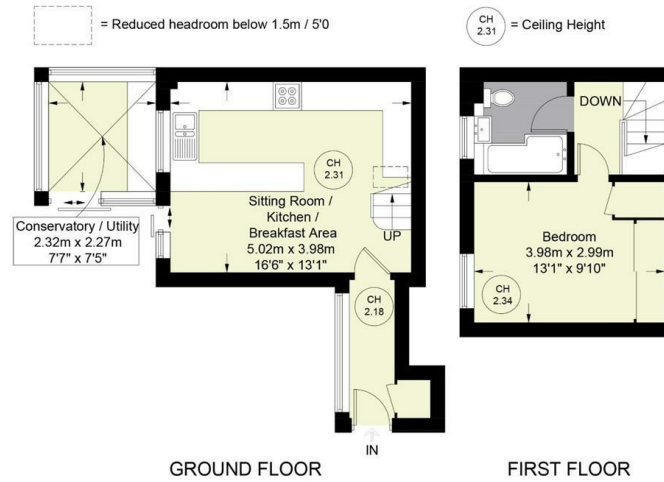 = Reduced headroom below 1.5m / 5'0
CH
2.31
= Ceiling Height
DOWN
CH
2.31
Conservatory / Utility
2.32m x 2.27m
7'7" x 7'5"
Sitting Room /
Kitchen /
Breakfast Area
5.02m x 3.98m
16'6" x 13'1"
UP
Bedroom
3.98m x 2.99m
13'1" x 9'10"
CH
2.34
CH
2.18
IN
GROUND FLOOR
FIRST FLOOR